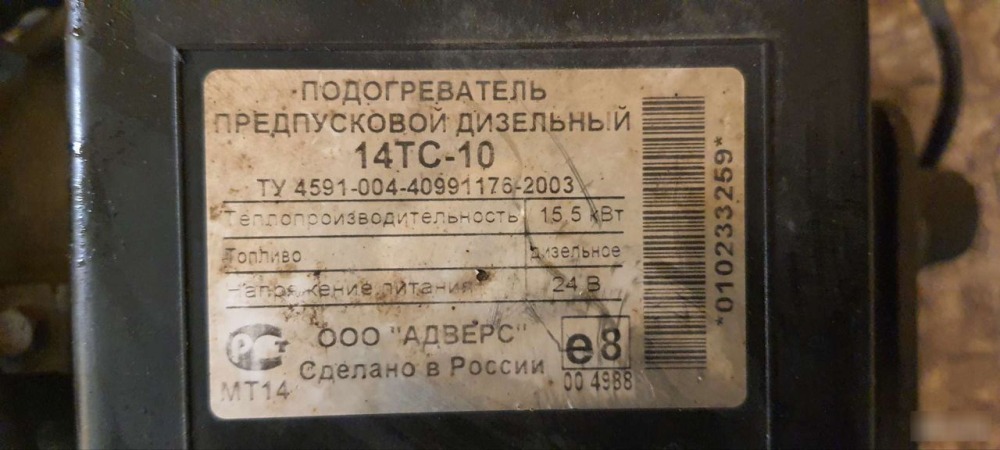 ПОДОГРЕВАТЕЛЬ
ПРЕДПУСКОВОЙ ДИЗЕЛЬНЫЙ
14ТС-10
ТУ 4591-004-40991176-2003
Теплопроизводительность 15,5 кВт
Топливо дизельное
Напряжение питания 24 В
РСТ
ООО "АДВЕРС"
Сделано в России
МТ14
e8
00 4988
*010233259*